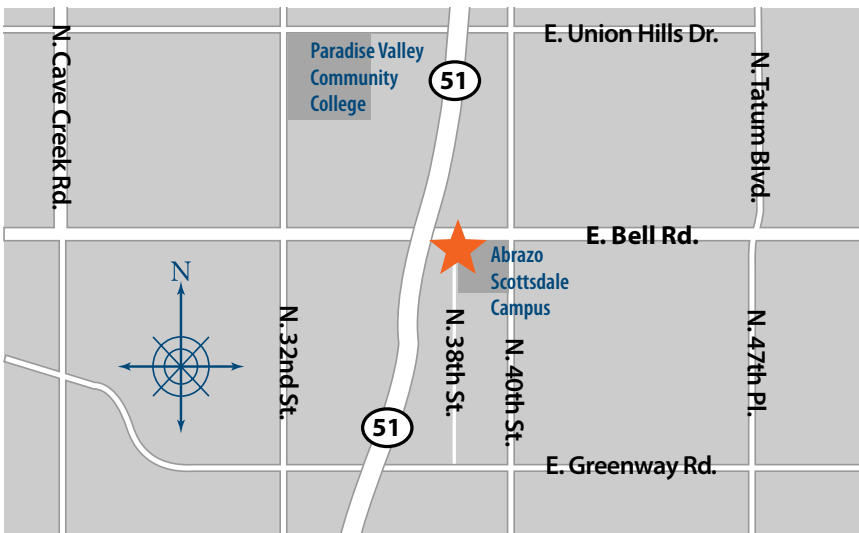 E. Union Hills Dr.
N. Cave Creek Rd.
Paradise Valley
Community
College
51
N. Tatum Blvd.
E. Bell Rd.
Abrazo
Scottsdale
Campus
N
N. 32nd St.
N. 38th St.
N. 40th St.
N. 47th Pl.
51
E. Greenway Rd.